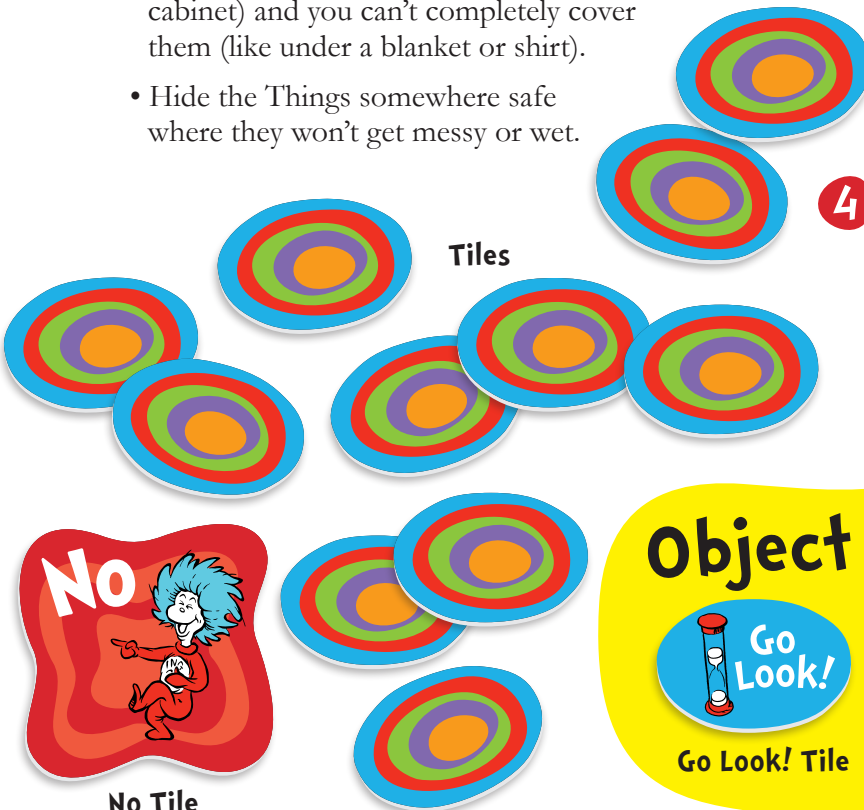 cabinet) and you can’t completely cover
them (like under a blanket or shirt).
• Hide the Things somewhere safe
where they won’t get messy or wet.
4
Tiles
No
No Tile
Object
Go
Look!
Go Look! Tile